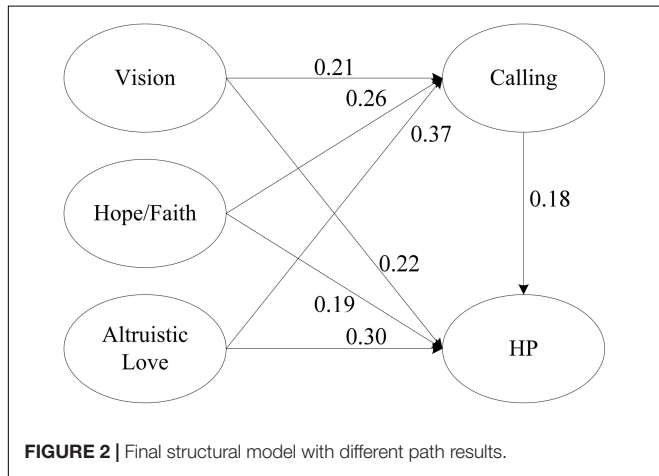 Vision
0.21
Calling
0.26
0.37
Hope/Faith
0.18
0.22
0.19
Altruistic
Love
0.30
HP
FIGURE 2 | Final structural model with different path results.